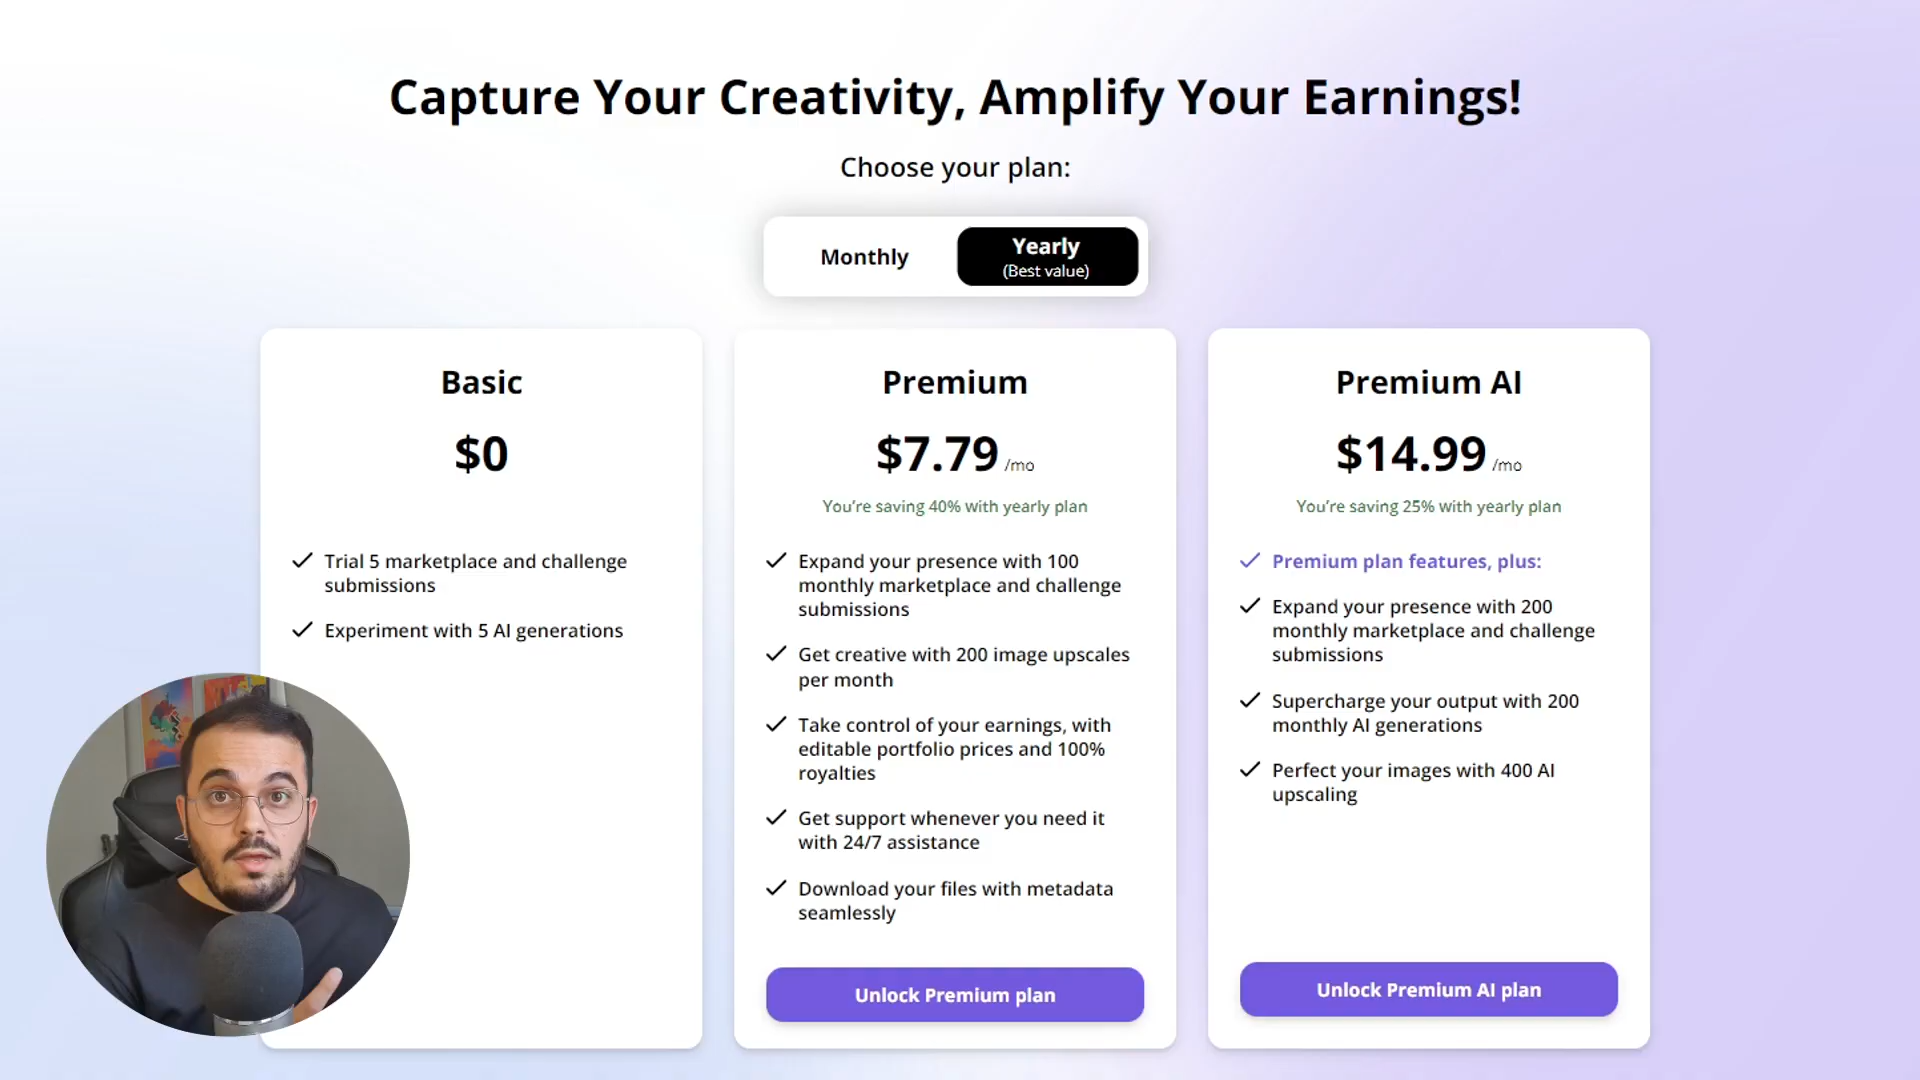 Capture Your Creativity, Amplify Your Earnings!
Choose your plan:
Monthly
Yearly
(Best value)
Basic
$0
Trial 5 marketplace and challenge
submissions
Experiment with 5 AI generations
Premium
$7.79 /mo
You're saving 40% with yearly plan
Expand your presence with 100
monthly marketplace and challenge
submissions
Get creative with 200 image upscales
per month
Take control of your earnings, with
editable portfolio prices and 100%
royalties
Get support whenever you need it
with 24/7 assistance
Download your files with metadata
seamlessly
Unlock Premium plan
Premium AI
$14.99 /mo
You're saving 25% with yearly plan
Premium plan features, plus:
Expand your presence with 200
monthly marketplace and challenge
submissions
Supercharge your output with 200
monthly AI generations
Perfect your images with 400 AI
upscaling
Unlock Premium AI plan